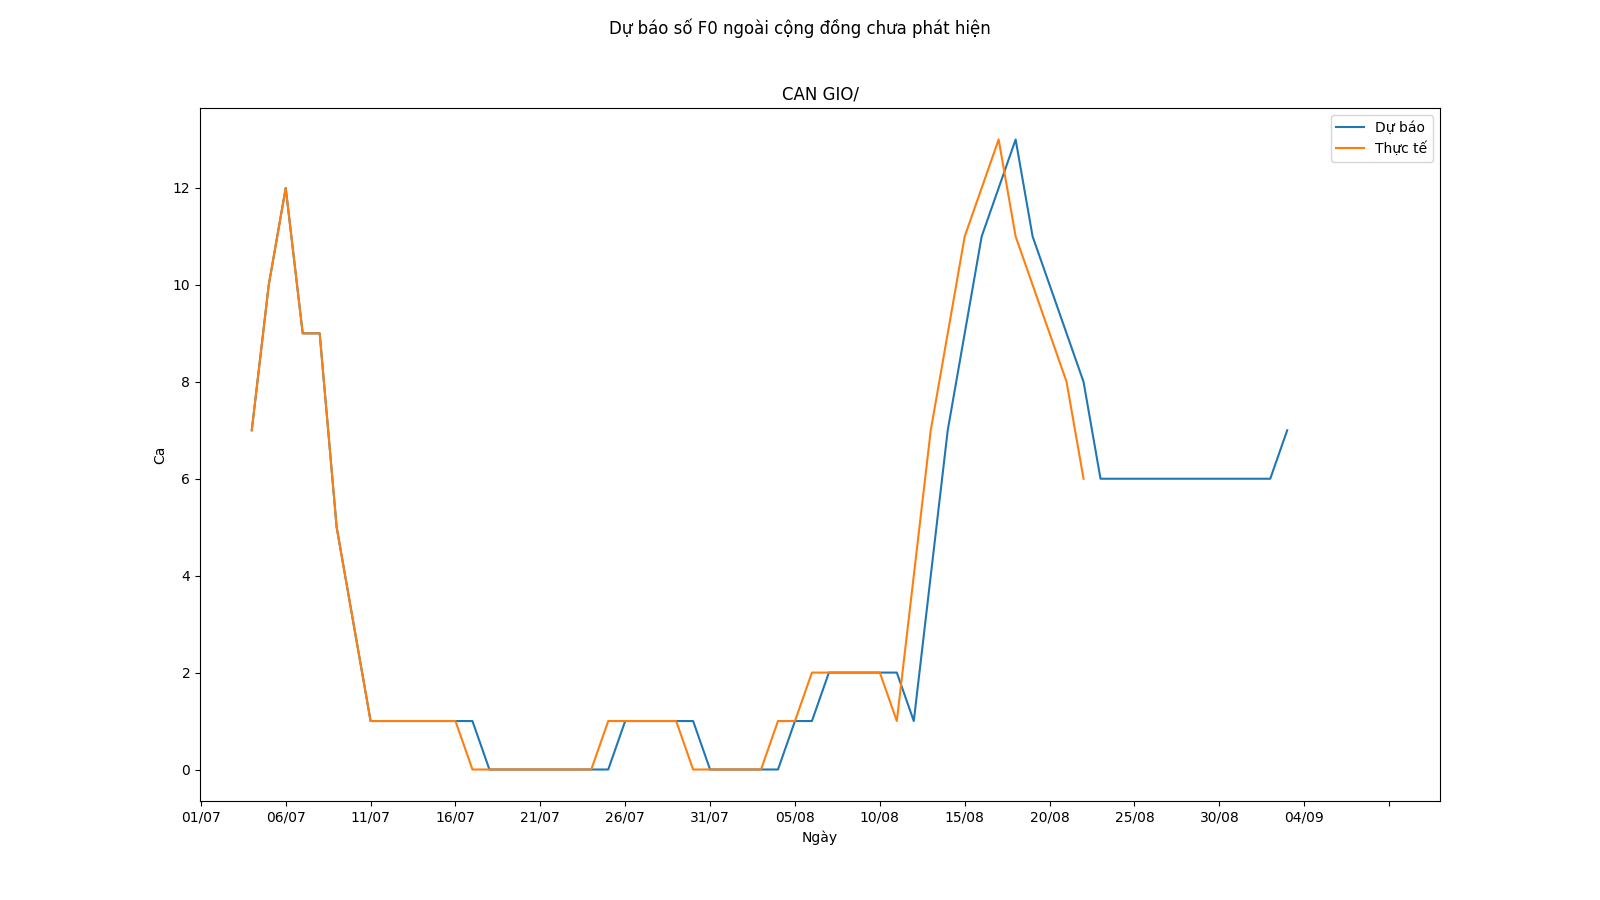 Dự báo số F0 ngoài cộng đồng chưa phát hiện
CAN GIO/
Dự báo
Thực tế
12
10
8
6
4
2
0
Ca
01/07 06/07 11/07 16/07 21/07 26/07 31/07 05/08 10/08 15/08 20/08 25/08 30/08 04/09
Ngày